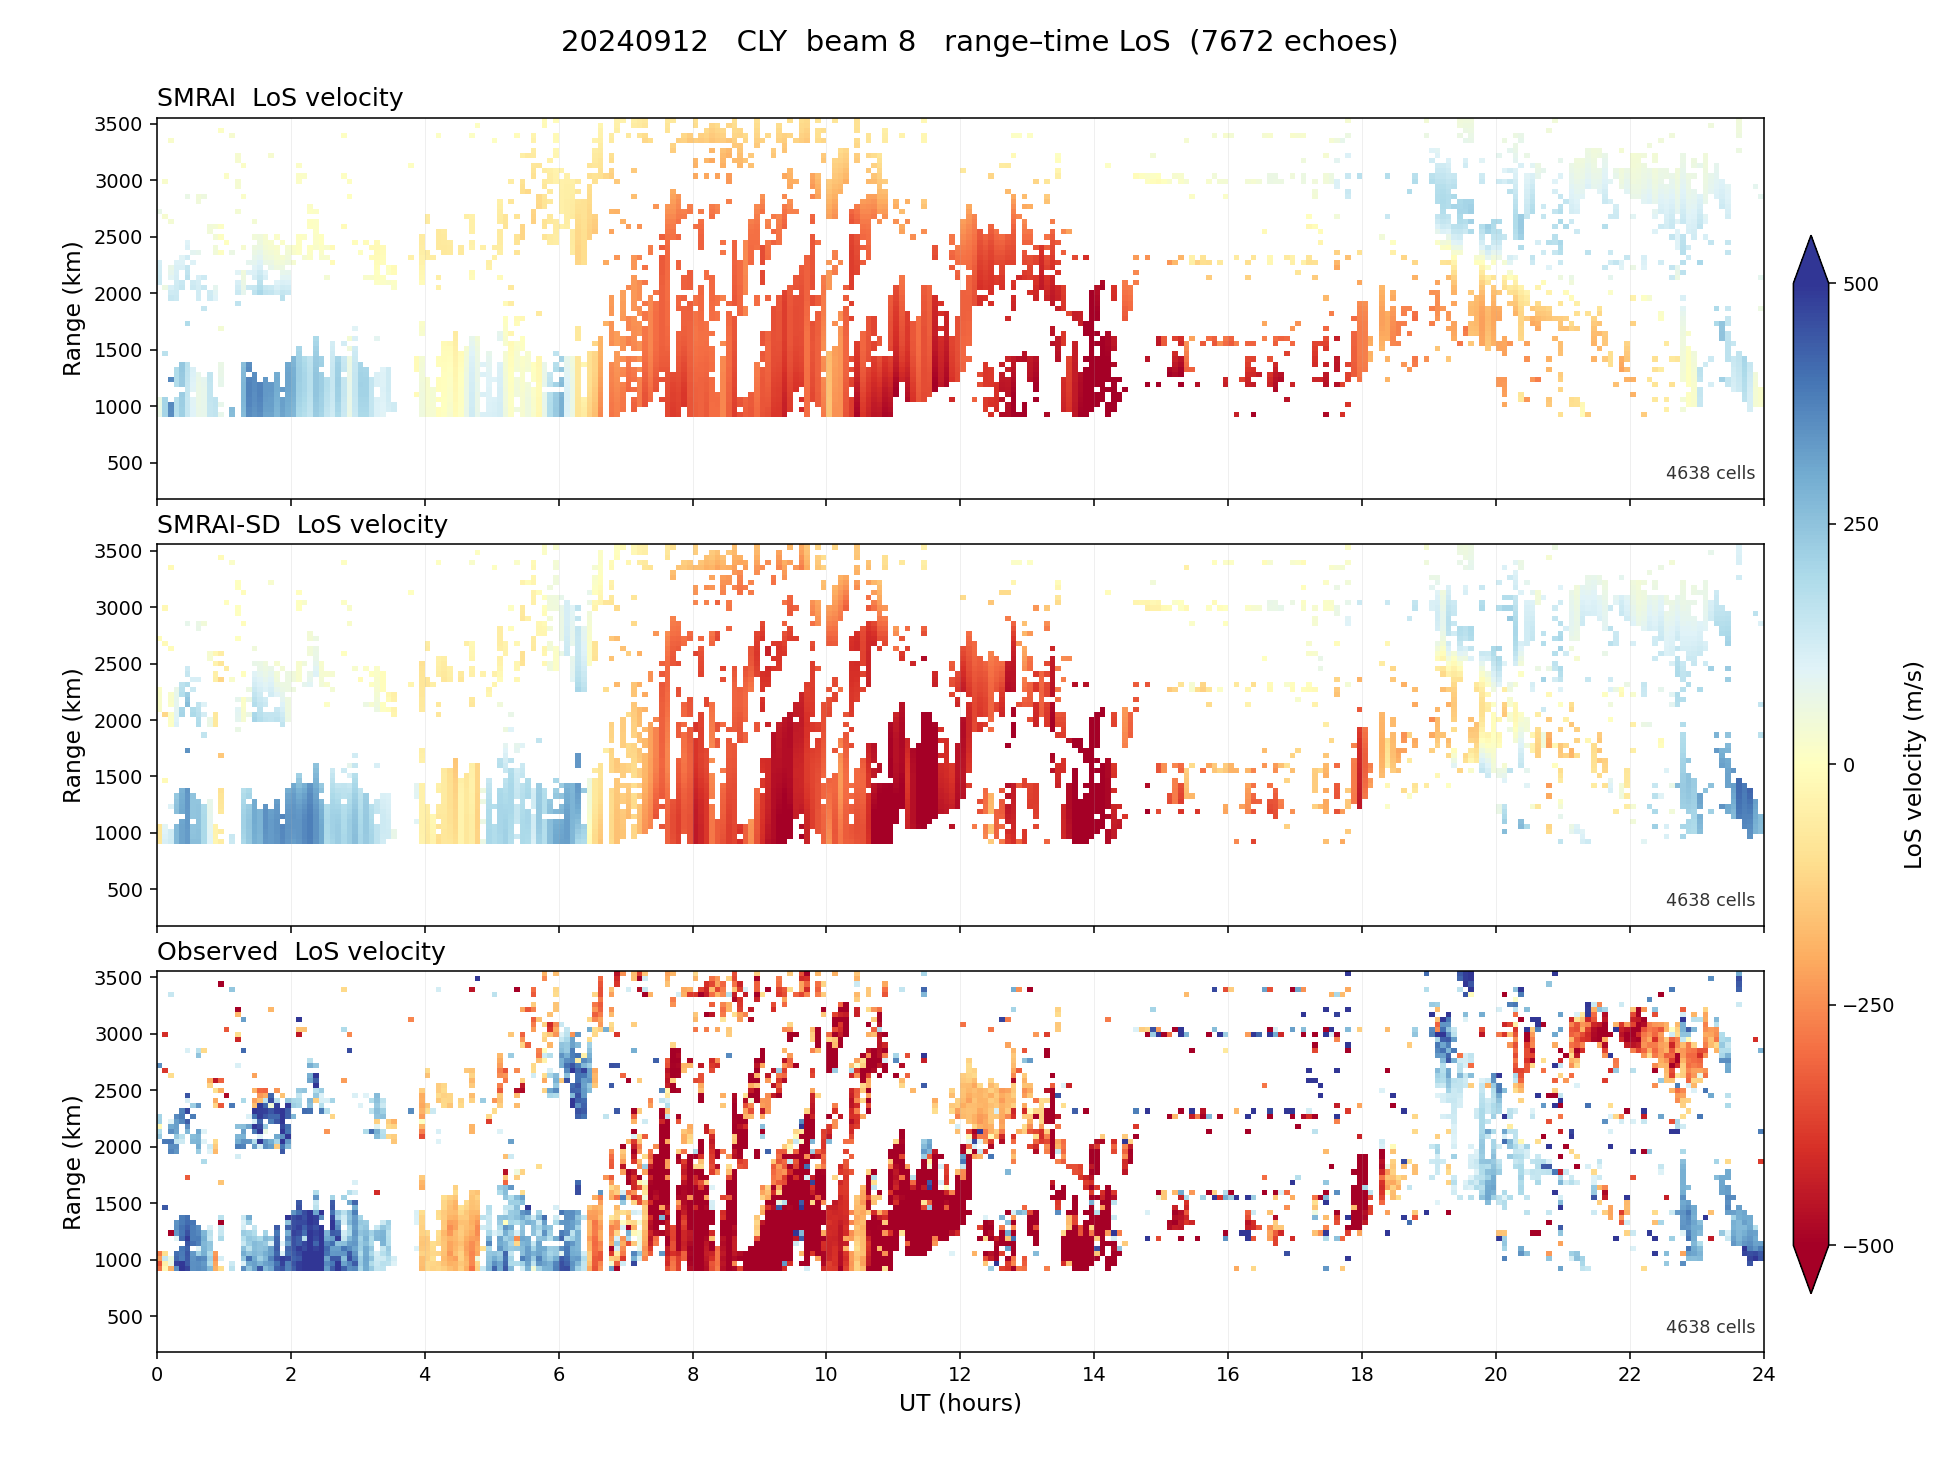 20240912 CLY beam 8 range–time LoS (7672 echoes)
SMRAI LoS velocity
3500
3000
2500
2000
1500
1000
500
Range (km)
4638 cells
SMRAI-SD LoS velocity
3500
3000
2500
2000
1500
1000
500
Range (km)
4638 cells
Observed LoS velocity
3500
3000
2500
2000
1500
1000
500
Range (km)
4638 cells
0 2 4 6 8 10 12 14 16 18 20 22 24
UT (hours)
500
250
0
−250
−500
LoS velocity (m/s)